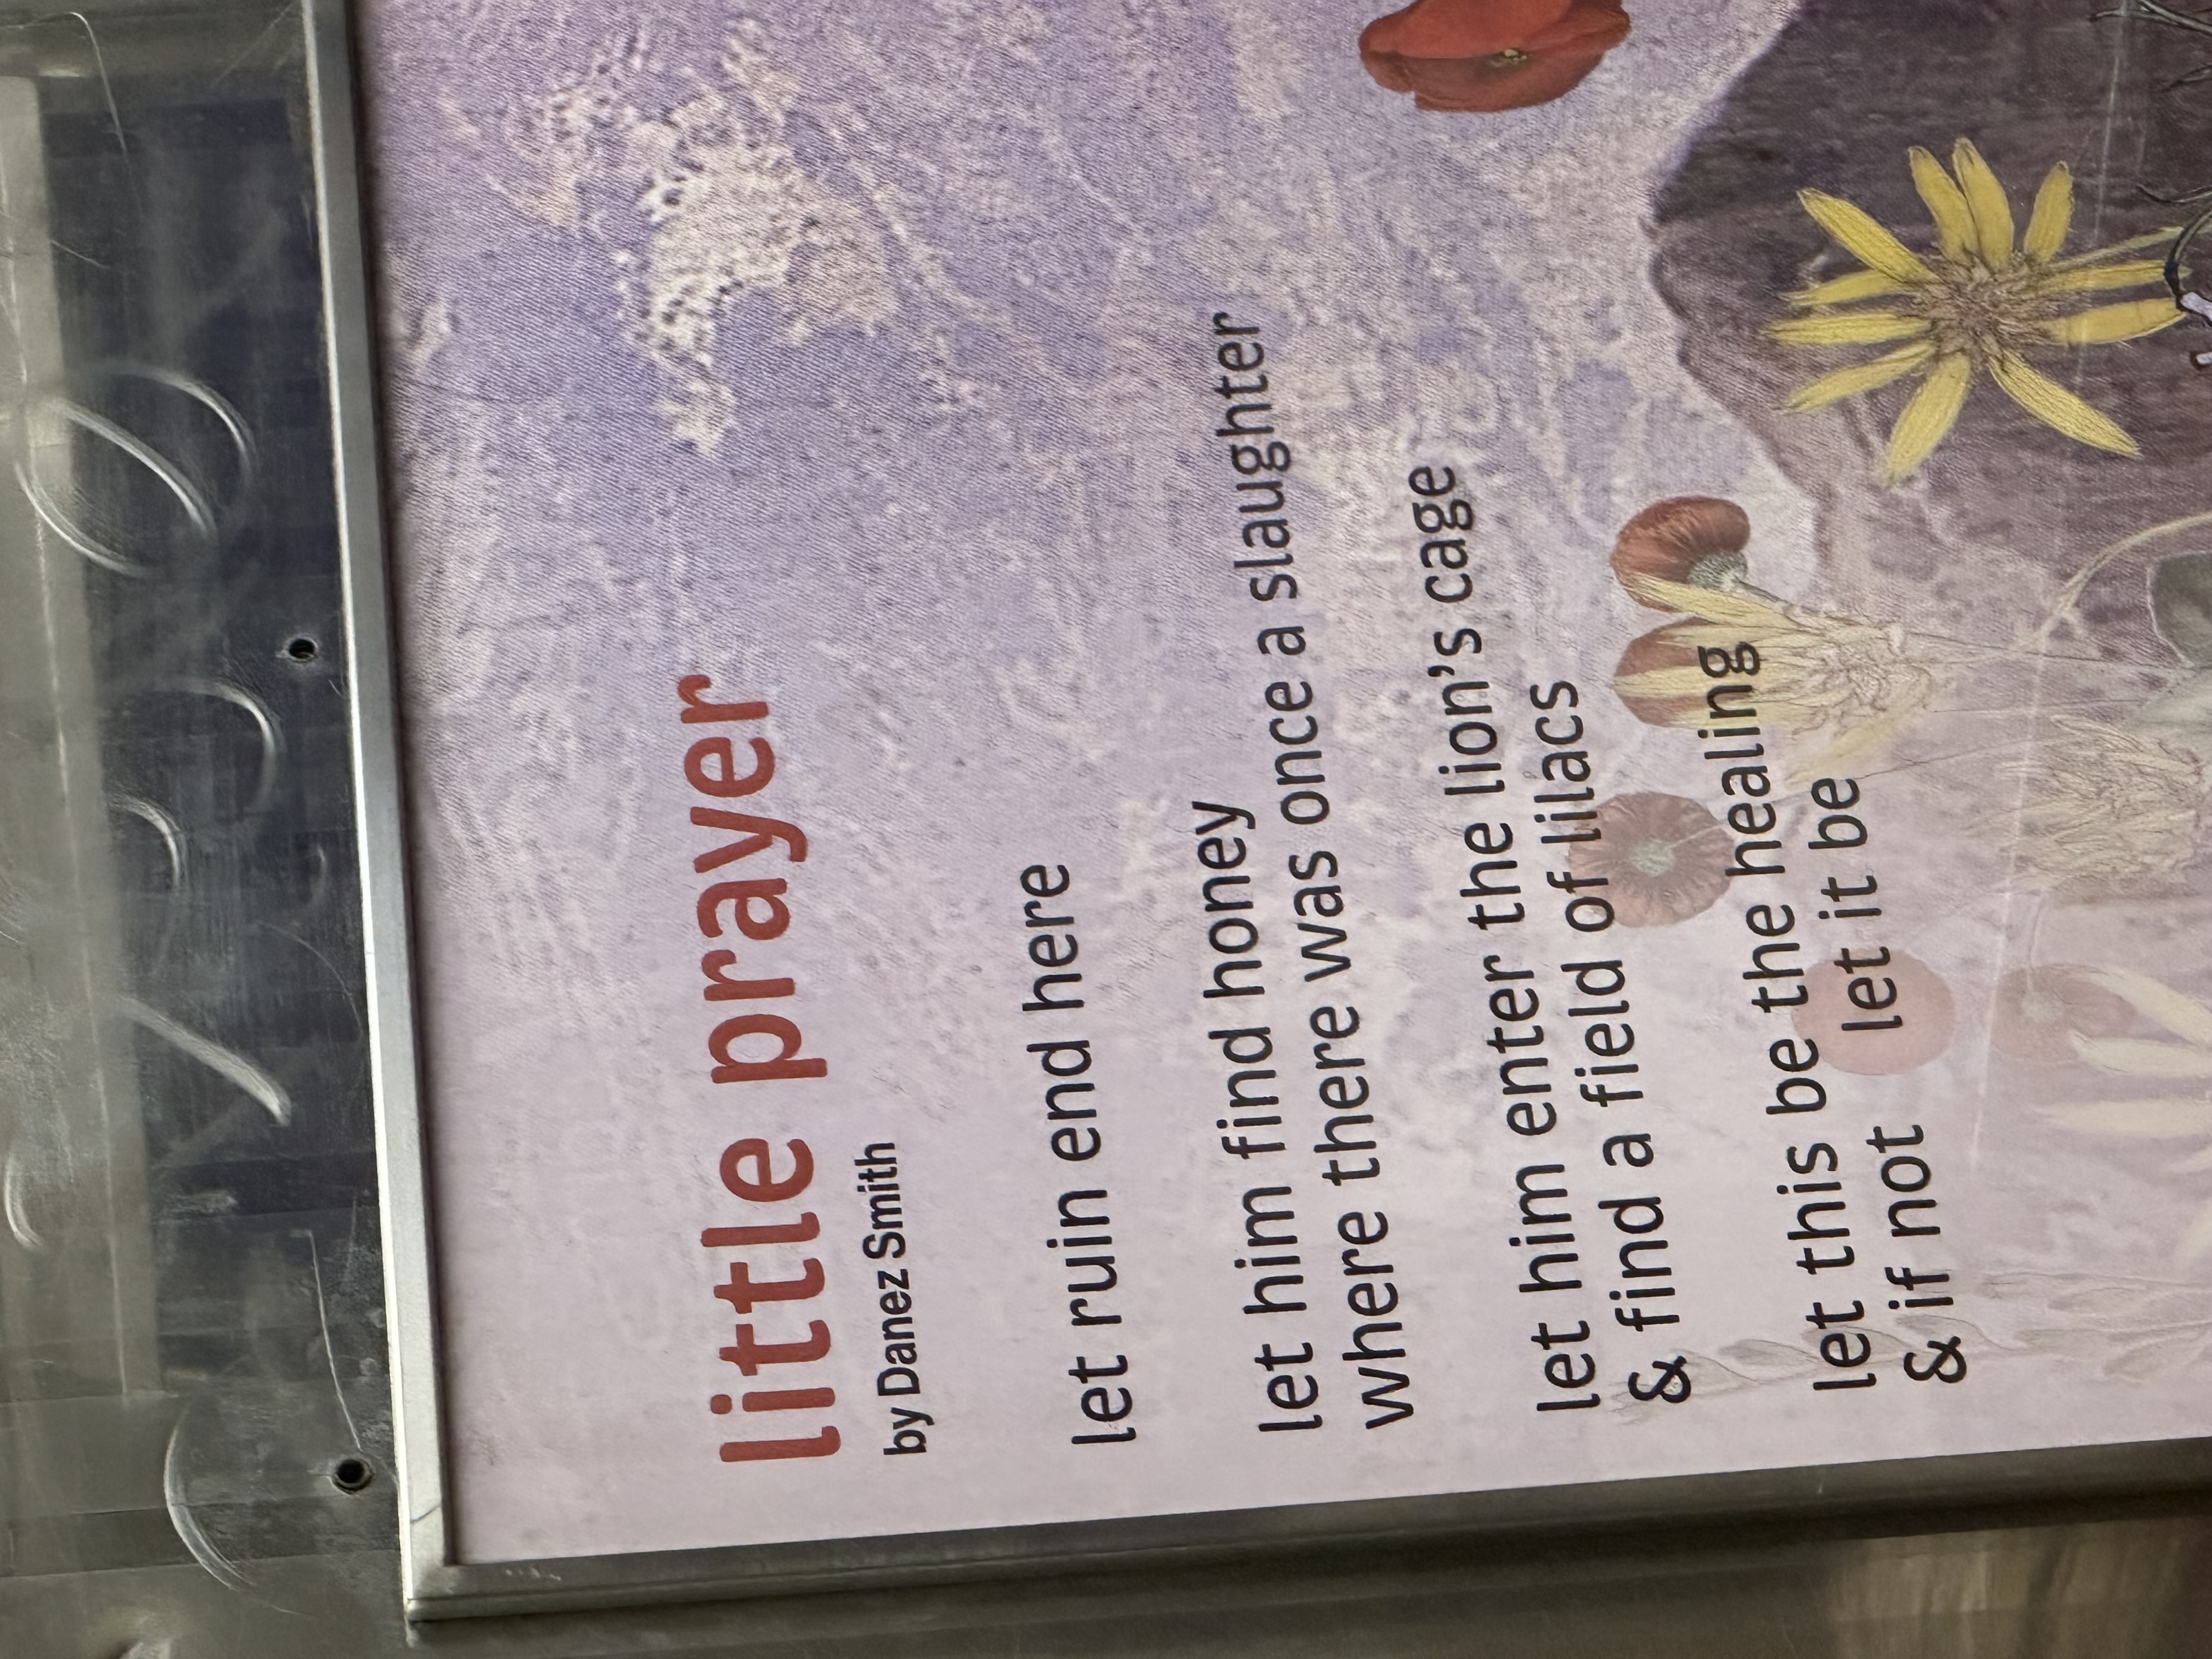 little prayer
by Danez Smith
let ruin end here
let him find honey
where there was once a slaughter
let him enter the lion’s cage
& find a field of lilacs
let this be the healing
& if not let it be